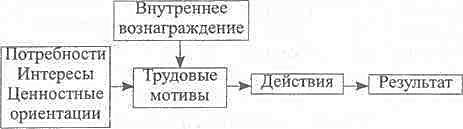 Внутреннее
вознаграждение
Потребности
Интересы
Ценностные
ориентации
Трудовые
мотивы
Действия
Результат